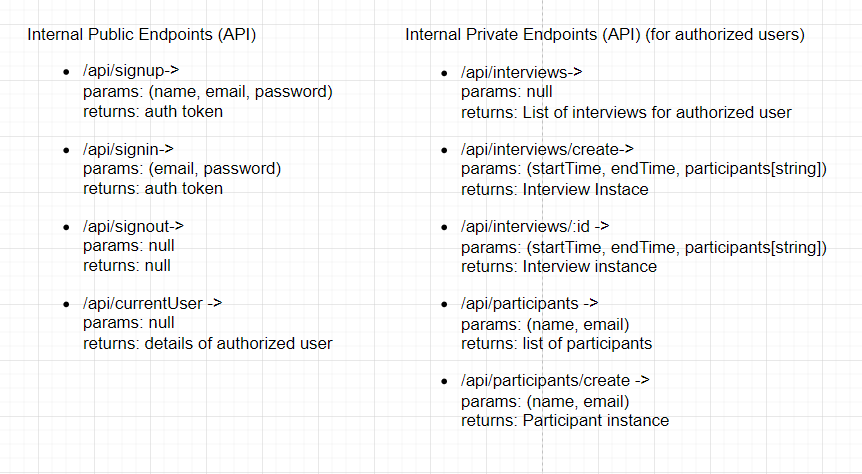 Internal Public Endpoints (API)
/api/signup->
params: (name, email, password)
returns: auth token
/api/signin->
params: (email, password)
returns: auth token
/api/signout->
params: null
returns: null
/api/currentUser ->
params: null
returns: details of authorized user
Internal Private Endpoints (API) (for authorized users)
/api/interviews->
params: null
returns: List of interviews for authorized user
/api/interviews/create->
params: (startTime, endTime, participants[string])
returns: Interview Instace
/api/interviews/:id ->
params: (startTime, endTime, participants[string])
returns: Interview instance
/api/participants ->
params: (name, email)
returns: list of participants
/api/participants/create ->
params: (name, email)
returns: Participant instance